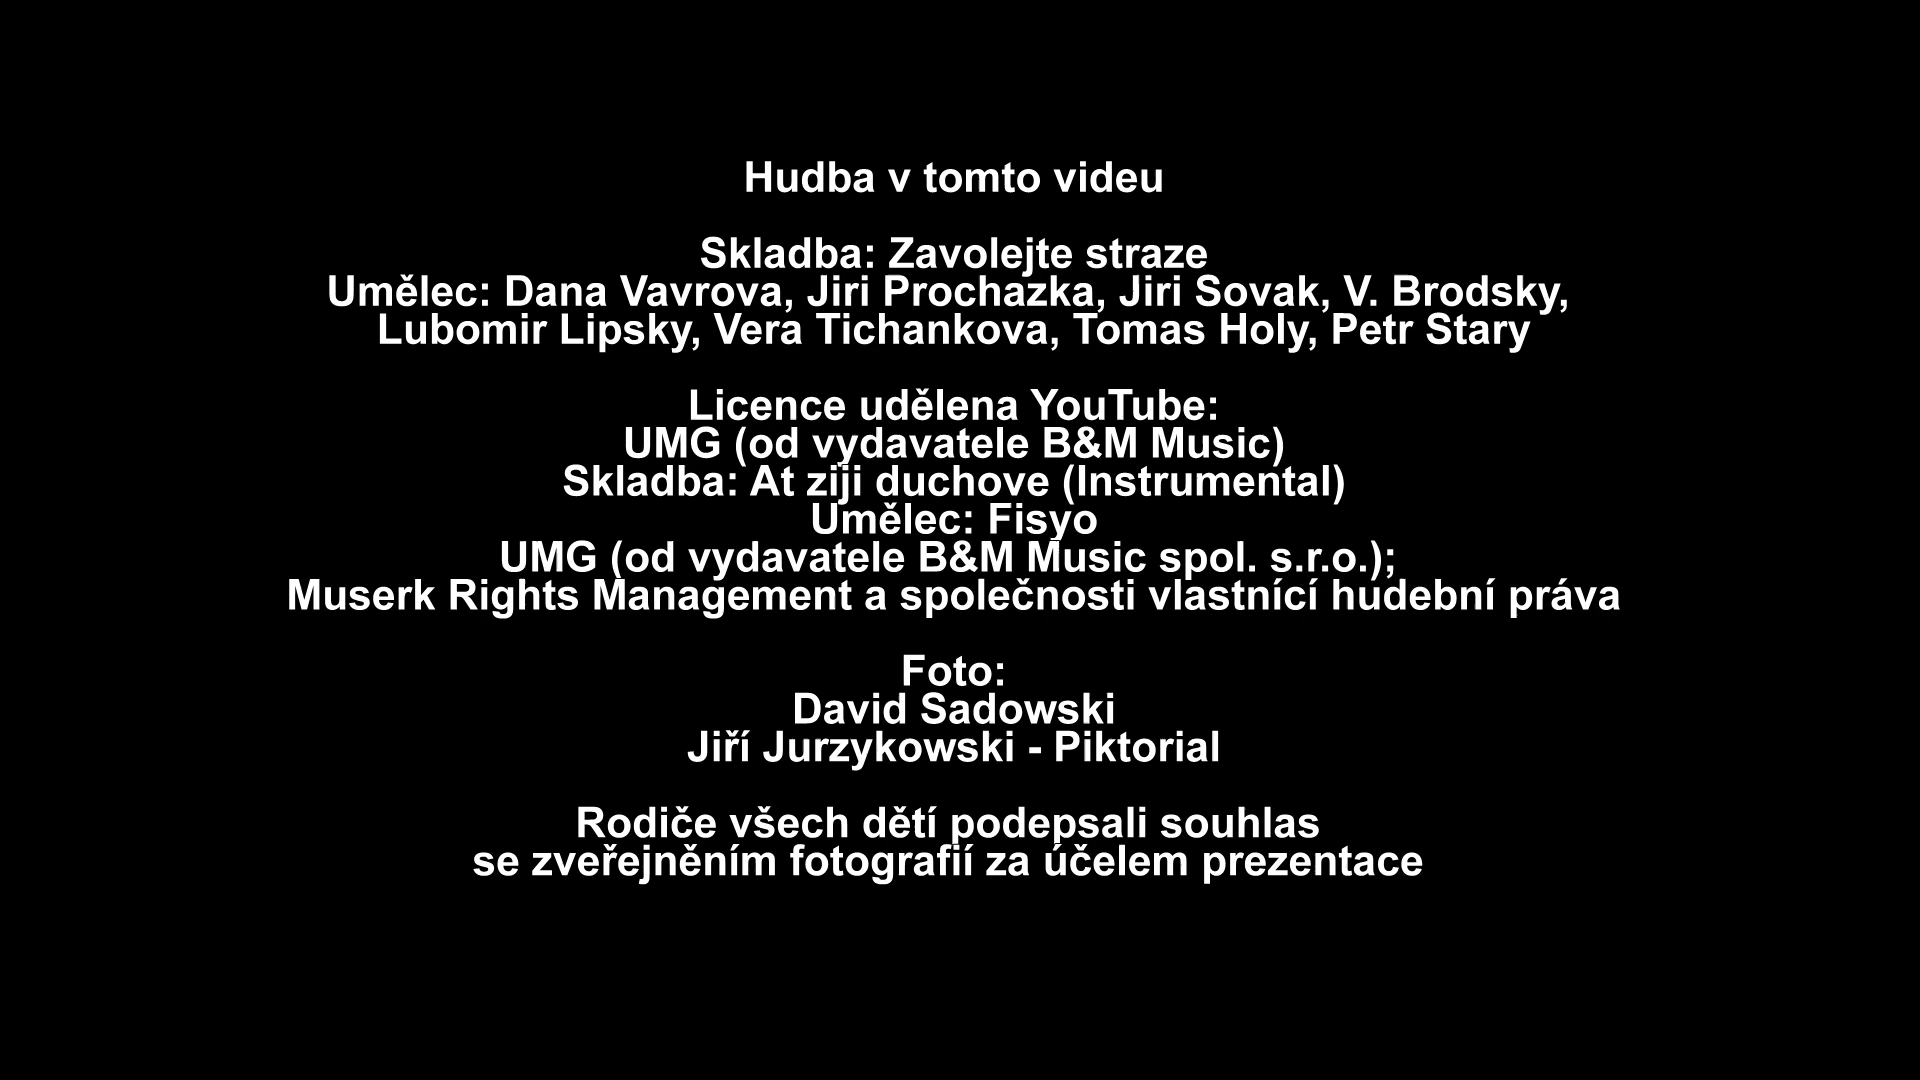 Hudba v tomto videu
Skladba: Zavolejte straze
Umělec: Dana Vavrova, Jiri Prochazka, Jiri Sovak, V. Brodsky,
Lubomir Lipsky, Vera Tichankova, Tomas Holy, Petr Stary
Licence udělena YouTube:
UMG (od vydavatele B&M Music)
Skladba: At ziji duchove (Instrumental)
Umělec: Fisyo
UMG (od vydavatele B&M Music spol. s.r.o.);
Muserk Rights Management a společnosti vlastnící hudební práva
Foto:
David Sadowski
Jiří Jurzykowski - Piktorial
Rodiče všech dětí podepsali souhlas
se zveřejněním fotografií za účelem prezentace